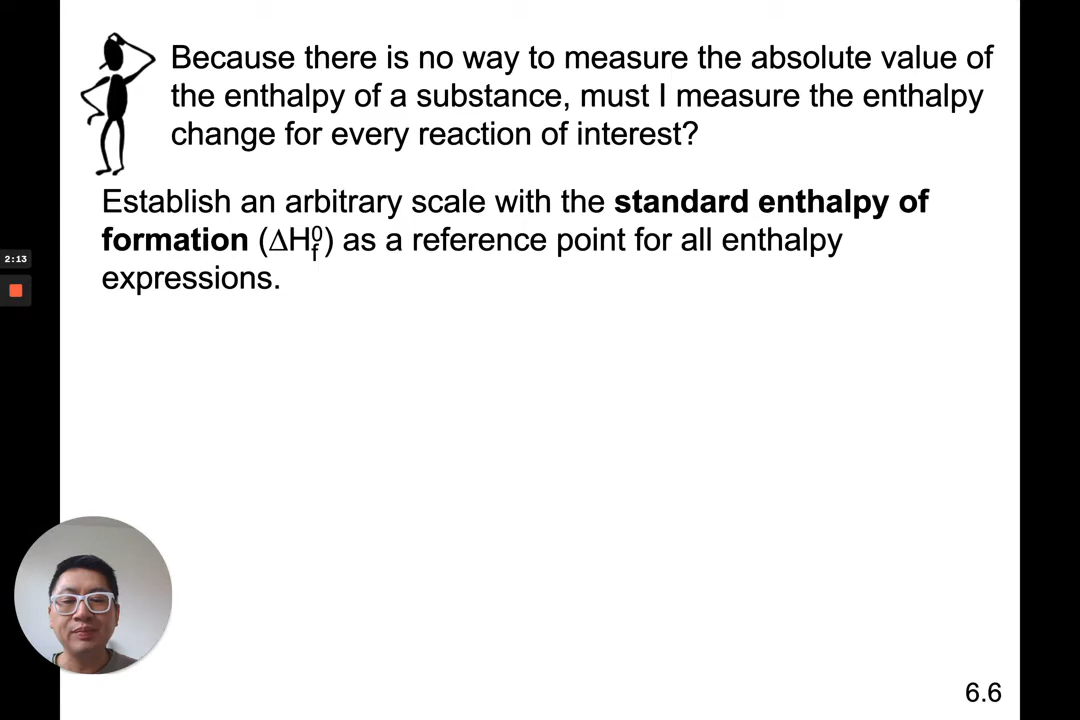 Because there is no way to measure the absolute value of
the enthalpy of a substance, must I measure the enthalpy
change for every reaction of interest?
Establish an arbitrary scale with the standard enthalpy of
formation (ΔH⁰f) as a reference point for all enthalpy
expressions.
2:13
6.6